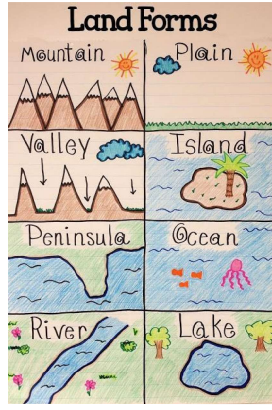 Land Forms
Mountain
Plain
Valley
Island
Peninsula
Ocean
River
Lake